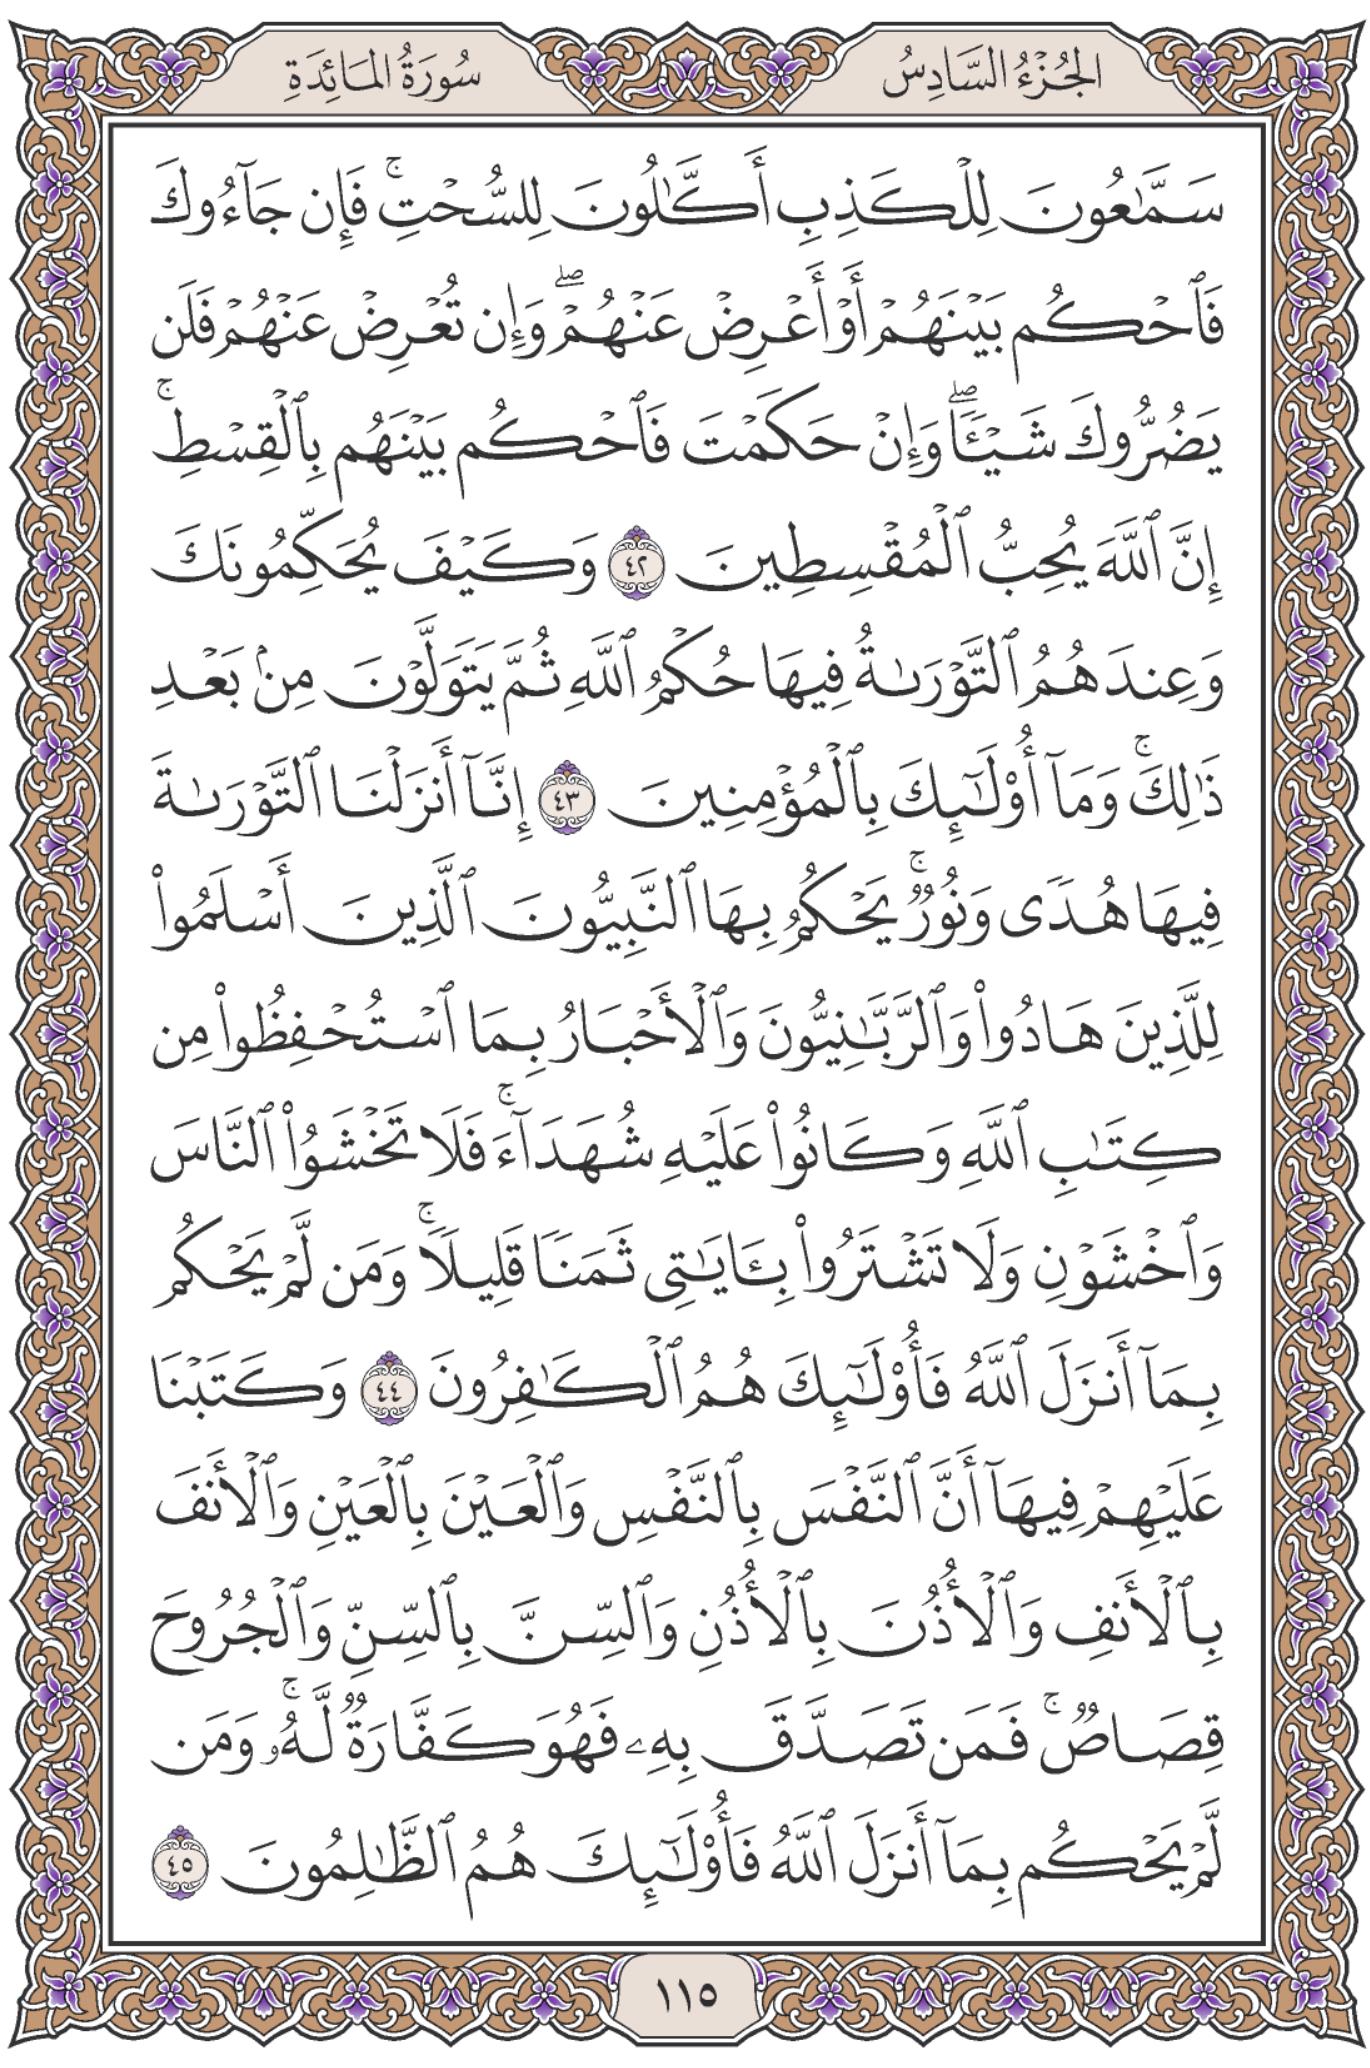 الجُزْءُ السَّادِسُ
سُورَةُ المَائِدَةِ
سَمَّٰعُونَ لِلۡكَذِبِ أَكَّٰلُونَ لِلسُّحۡتِۚ فَإِن جَآءُوكَ
فَٱحۡكُم بَيۡنَهُمۡ أَوۡ أَعۡرِضۡ عَنۡهُمۡۖ وَإِن تُعۡرِضۡ عَنۡهُمۡ فَلَن
يَضُرُّوكَ شَيۡـٔٗاۖ وَإِنۡ حَكَمۡتَ فَٱحۡكُم بَيۡنَهُم بِٱلۡقِسۡطِۚ
إِنَّ ٱللَّهَ يُحِبُّ ٱلۡمُقۡسِطِينَ ٤٢ وَكَيۡفَ يُحَكِّمُونَكَ
وَعِندَهُمُ ٱلتَّوۡرَىٰةُ فِيهَا حُكۡمُ ٱللَّهِ ثُمَّ يَتَوَلَّوۡنَ مِنۢ بَعۡدِ
ذَٰلِكَۚ وَمَآ أُوْلَٰٓئِكَ بِٱلۡمُؤۡمِنِينَ ٤٣ إِنَّآ أَنزَلۡنَا ٱلتَّوۡرَىٰةَ
فِيهَا هُدٗى وَنُورٞۚ يَحۡكُمُ بِهَا ٱلنَّبِيُّونَ ٱلَّذِينَ أَسۡلَمُواْ
لِلَّذِينَ هَادُواْ وَٱلرَّبَّٰنِيُّونَ وَٱلۡأَحۡبَارُ بِمَا ٱسۡتُحۡفِظُواْ مِن
كِتَٰبِ ٱللَّهِ وَكَانُواْ عَلَيۡهِ شُهَدَآءَۚ فَلَا تَخۡشَوُاْ ٱلنَّاسَ
وَٱخۡشَوۡنِ وَلَا تَشۡتَرُواْ بِـَٔايَٰتِي ثَمَنٗا قَلِيلٗاۚ وَمَن لَّمۡ يَحۡكُم
بِمَآ أَنزَلَ ٱللَّهُ فَأُوْلَٰٓئِكَ هُمُ ٱلۡكَٰفِرُونَ ٤٤ وَكَتَبۡنَا
عَلَيۡهِمۡ فِيهَآ أَنَّ ٱلنَّفۡسَ بِٱلنَّفۡسِ وَٱلۡعَيۡنَ بِٱلۡعَيۡنِ وَٱلۡأَنفَ
بِٱلۡأَنفِ وَٱلۡأُذُنَ بِٱلۡأُذُنِ وَٱلسِّنَّ بِٱلسِّنِّ وَٱلۡجُرُوحَ
قِصَاصٞۚ فَمَن تَصَدَّقَ بِهِۦ فَهُوَ كَفَّارَةٞ لَّهُۥۚ وَمَن
لَّمۡ يَحۡكُم بِمَآ أَنزَلَ ٱللَّهُ فَأُوْلَٰٓئِكَ هُمُ ٱلظَّٰلِمُونَ ٤٥
١١٥